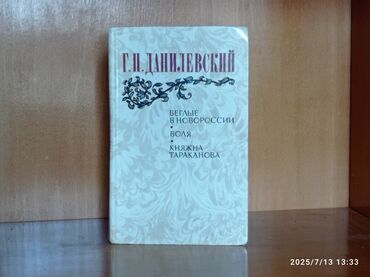 Г.П. ДАНИЛЕВСКИЙ
БЕГЛЫЕ
В НОВОРОССИИ
•
ВОЛЯ
•
КНЯЖНА
ТАРАКАНОВА
2025/7/13 13:33